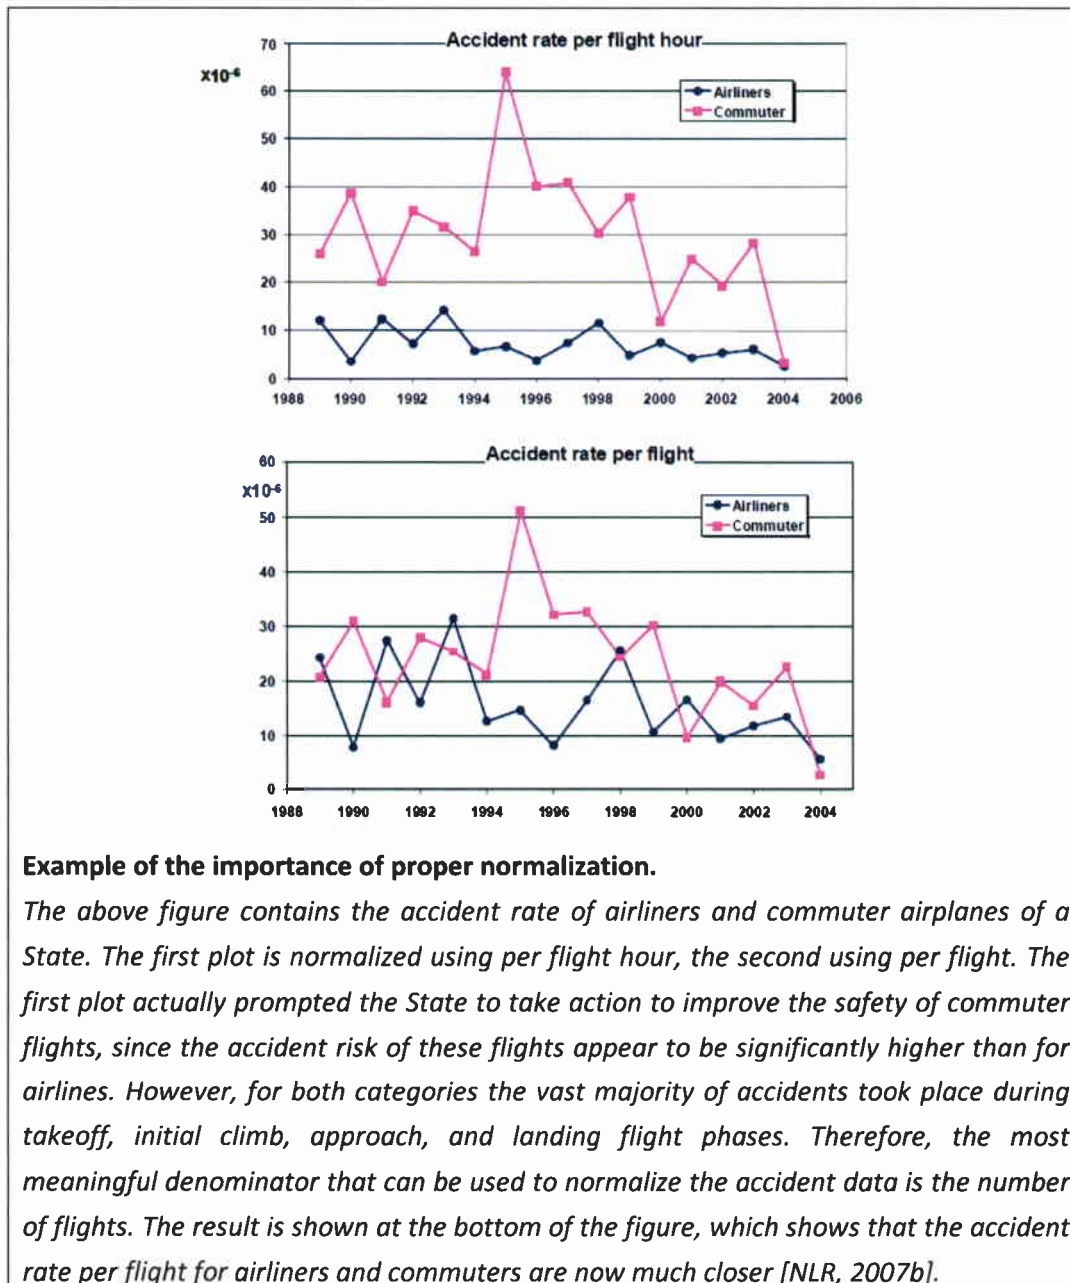 Accident rate per flight hour
X10-6
70
60
50
40
30
20
10
0
Airliners
Commuter
1988 1990 1992 1994 1996 1998 2000 2002 2004 2006
Accident rate per flight
60
X10-6
50
40
30
20
10
0
Airliners
Commuter
1988 1990 1992 1994 1996 1998 2000 2002 2004
Example of the importance of proper normalization.
The above figure contains the accident rate of airliners and commuter airplanes of a
State. The first plot is normalized using per flight hour, the second using per flight. The
first plot actually prompted the State to take action to improve the safety of commuter
flights, since the accident risk of these flights appear to be significantly higher than for
airlines. However, for both categories the vast majority of accidents took place during
takeoff, initial climb, approach, and landing flight phases. Therefore, the most
meaningful denominator that can be used to normalize the accident data is the number
of flights. The result is shown at the bottom of the figure, which shows that the accident
rate per flight for airliners and commuters are now much closer [NLR, 2007b].